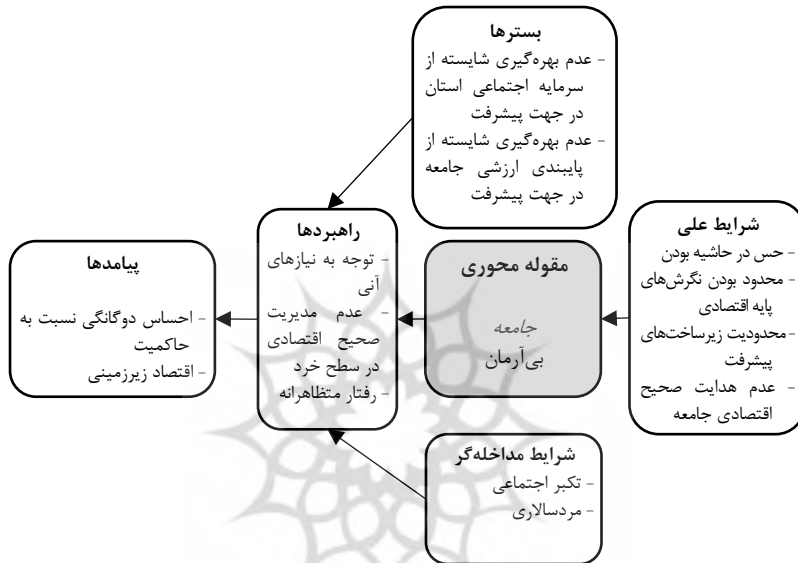 بسترها
- عدم بهره‌گیری شایسته از
سرمایه اجتماعی استان
در جهت پیشرفت
- عدم بهره‌گیری شایسته از
پایبندی ارزشی جامعه
در جهت پیشرفت
شرایط علی
- حس در حاشیه بودن
- محدود بودن نگرش‌های
پایه اقتصادی
-محدودیت زیرساخت‌های
پیشرفت
- عدم هدایت صحیح
اقتصادی جامعه
مقوله محوری
جامعه
بی‌آرمان
راهبردها
- توجه به نیازهای
آنی
- عدم مدیریت
صحیح اقتصادی
در سطح خرد
- رفتار متظاهرانه
پیامدها
- احساس دوگانگی نسبت به
حاکمیت
- اقتصاد زیرزمینی
شرایط مداخله‌گر
- تکبر اجتماعی
- مردسالاری